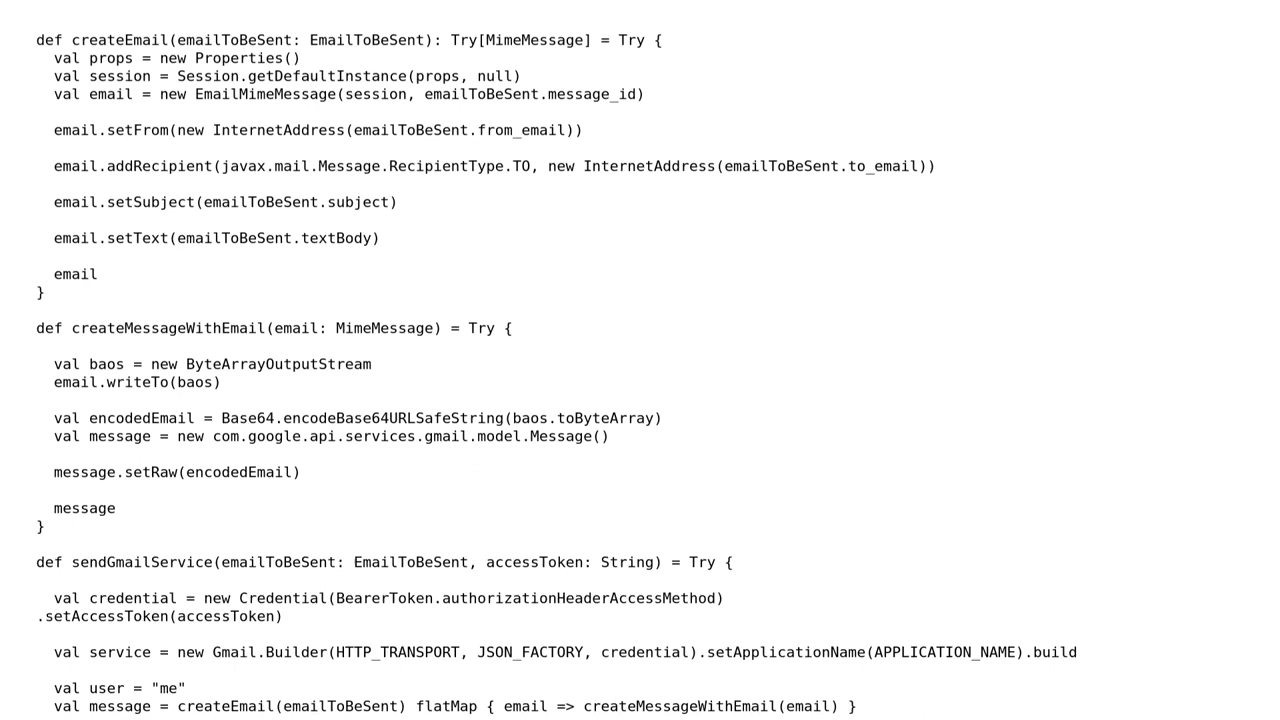 def createEmail(emailToBeSent: EmailToBeSent): Try[MimeMessage] = Try {
  val props = new Properties()
  val session = Session.getDefaultInstance(props, null)
  val email = new EmailMimeMessage(session, emailToBeSent.message_id)

  email.setFrom(new InternetAddress(emailToBeSent.from_email))

  email.addRecipient(javax.mail.Message.RecipientType.TO, new InternetAddress(emailToBeSent.to_email))

  email.setSubject(emailToBeSent.subject)

  email.setText(emailToBeSent.textBody)

  email
}

def createMessageWithEmail(email: MimeMessage) = Try {

  val baos = new ByteArrayOutputStream
  email.writeTo(baos)

  val encodedEmail = Base64.encodeBase64URLSafeString(baos.toByteArray)
  val message = new com.google.api.services.gmail.model.Message()

  message.setRaw(encodedEmail)

  message
}

def sendGmailService(emailToBeSent: EmailToBeSent, accessToken: String) = Try {

  val credential = new Credential(BearerToken.authorizationHeaderAccessMethod)
.setAccessToken(accessToken)

  val service = new Gmail.Builder(HTTP_TRANSPORT, JSON_FACTORY, credential).setApplicationName(APPLICATION_NAME).build

  val user = "me"
  val message = createEmail(emailToBeSent) flatMap { email => createMessageWithEmail(email) }